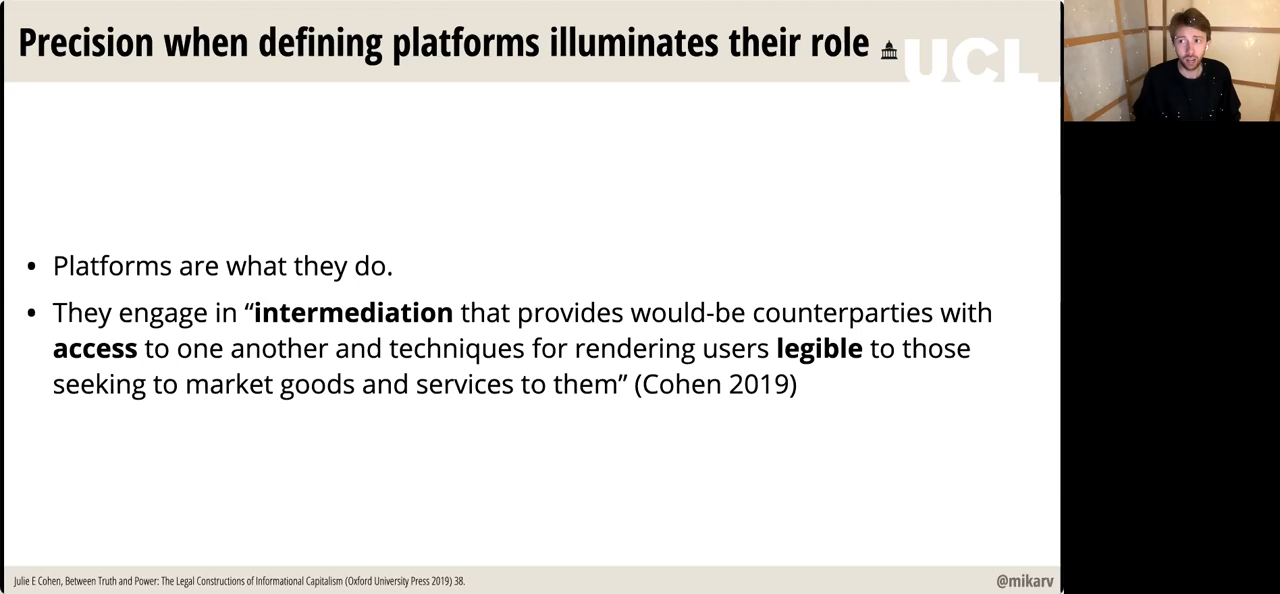 Precision when defining platforms illuminates their role
UCL
• Platforms are what they do.
• They engage in “intermediation that provides would-be counterparties with
access to one another and techniques for rendering users legible to those
seeking to market goods and services to them” (Cohen 2019)
Julie E Cohen, Between Truth and Power: The Legal Constructions of Informational Capitalism (Oxford University Press 2019) 38.
@mikarv